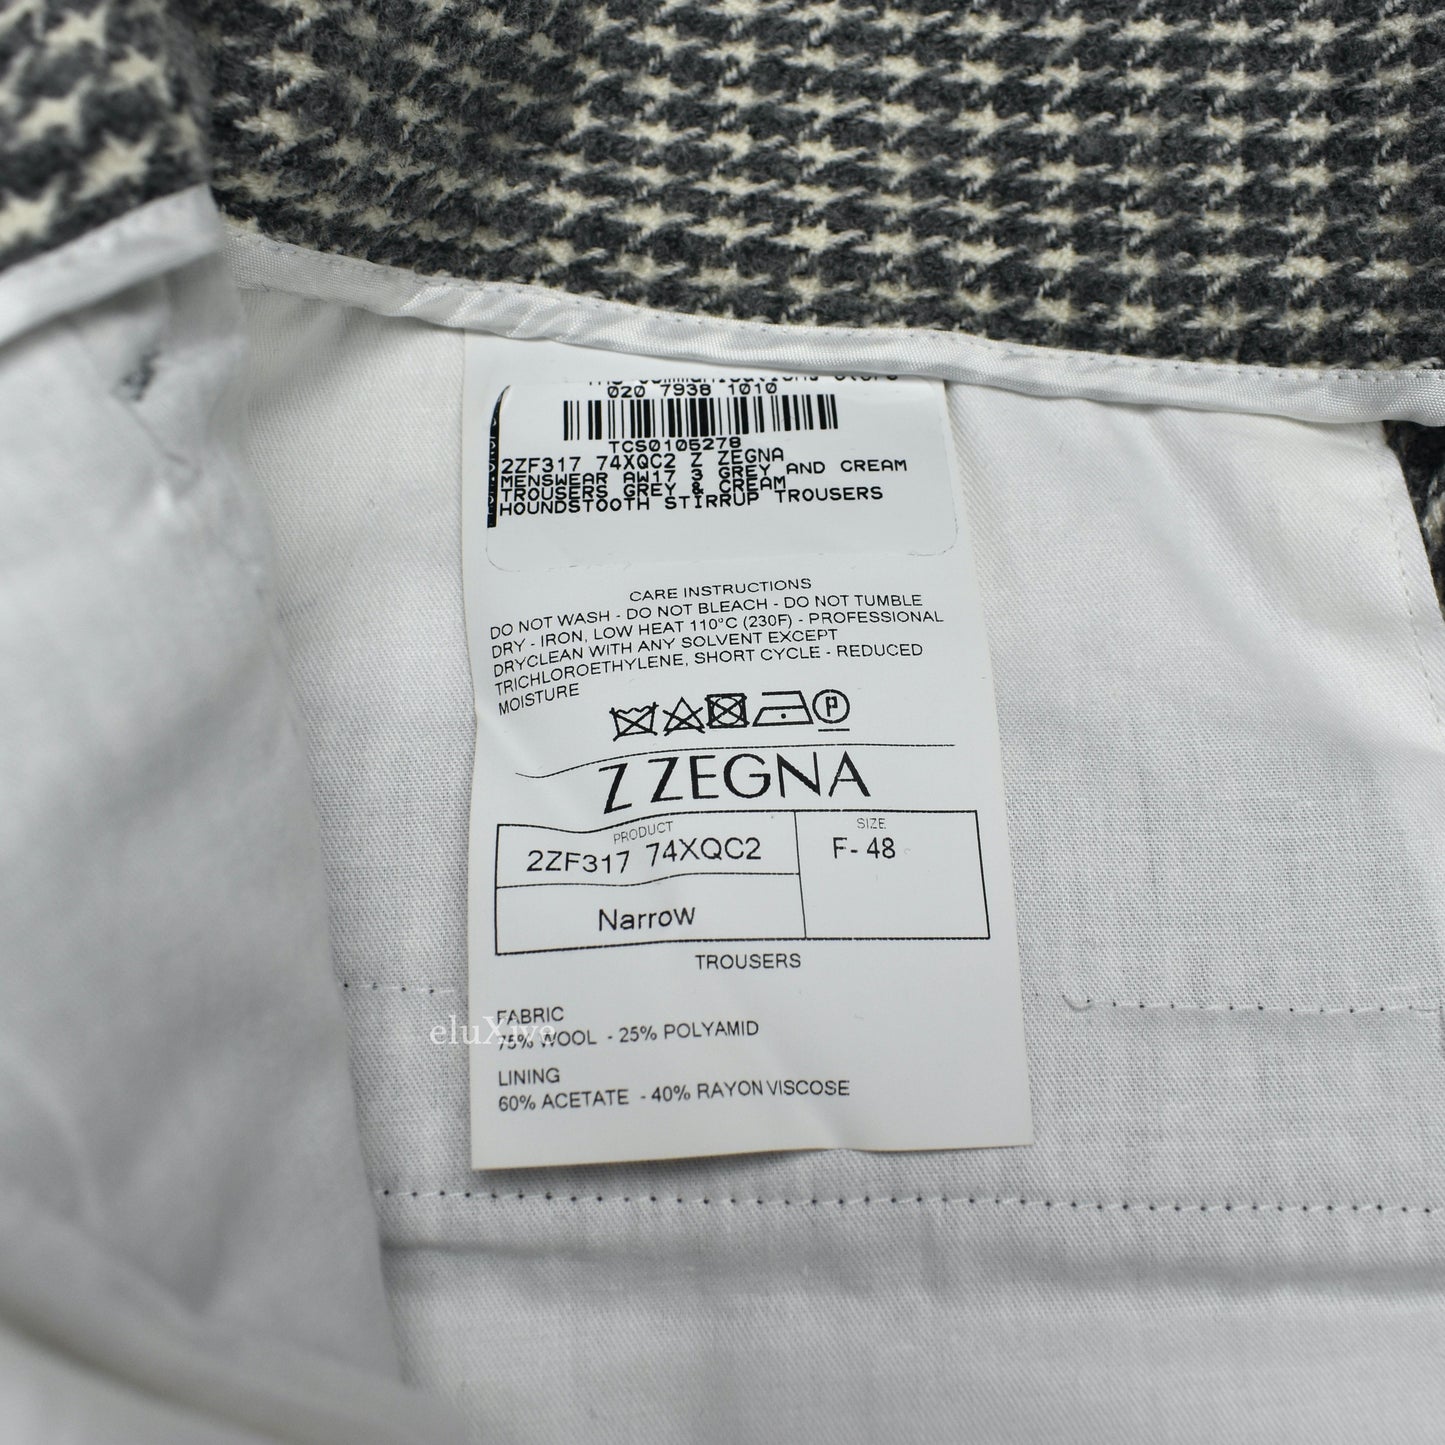 020 7938 1010
TCS0105278
2ZF317 74XQC2 Z ZEGNA
MENSWEAR AW17 3 GREY AND CREAM
TROUSERS GREY & CREAM
HOUNDSTOOTH STIRRUP TROUSERS
CARE INSTRUCTIONS
DO NOT WASH - DO NOT BLEACH - DO NOT TUMBLE
DRY - IRON, LOW HEAT 110°C (230F) - PROFESSIONAL
DRYCLEAN WITH ANY SOLVENT EXCEPT
TRICHLOROETHYLENE, SHORT CYCLE - REDUCED
MOISTURE
P
Z ZEGNA
PRODUCT
2ZF317 74XQC2
SIZE
F- 48
Narrow
TROUSERS
FABRIC
75% WOOL - 25% POLYAMID
eluXive
LINING
60% ACETATE - 40% RAYON VISCOSE